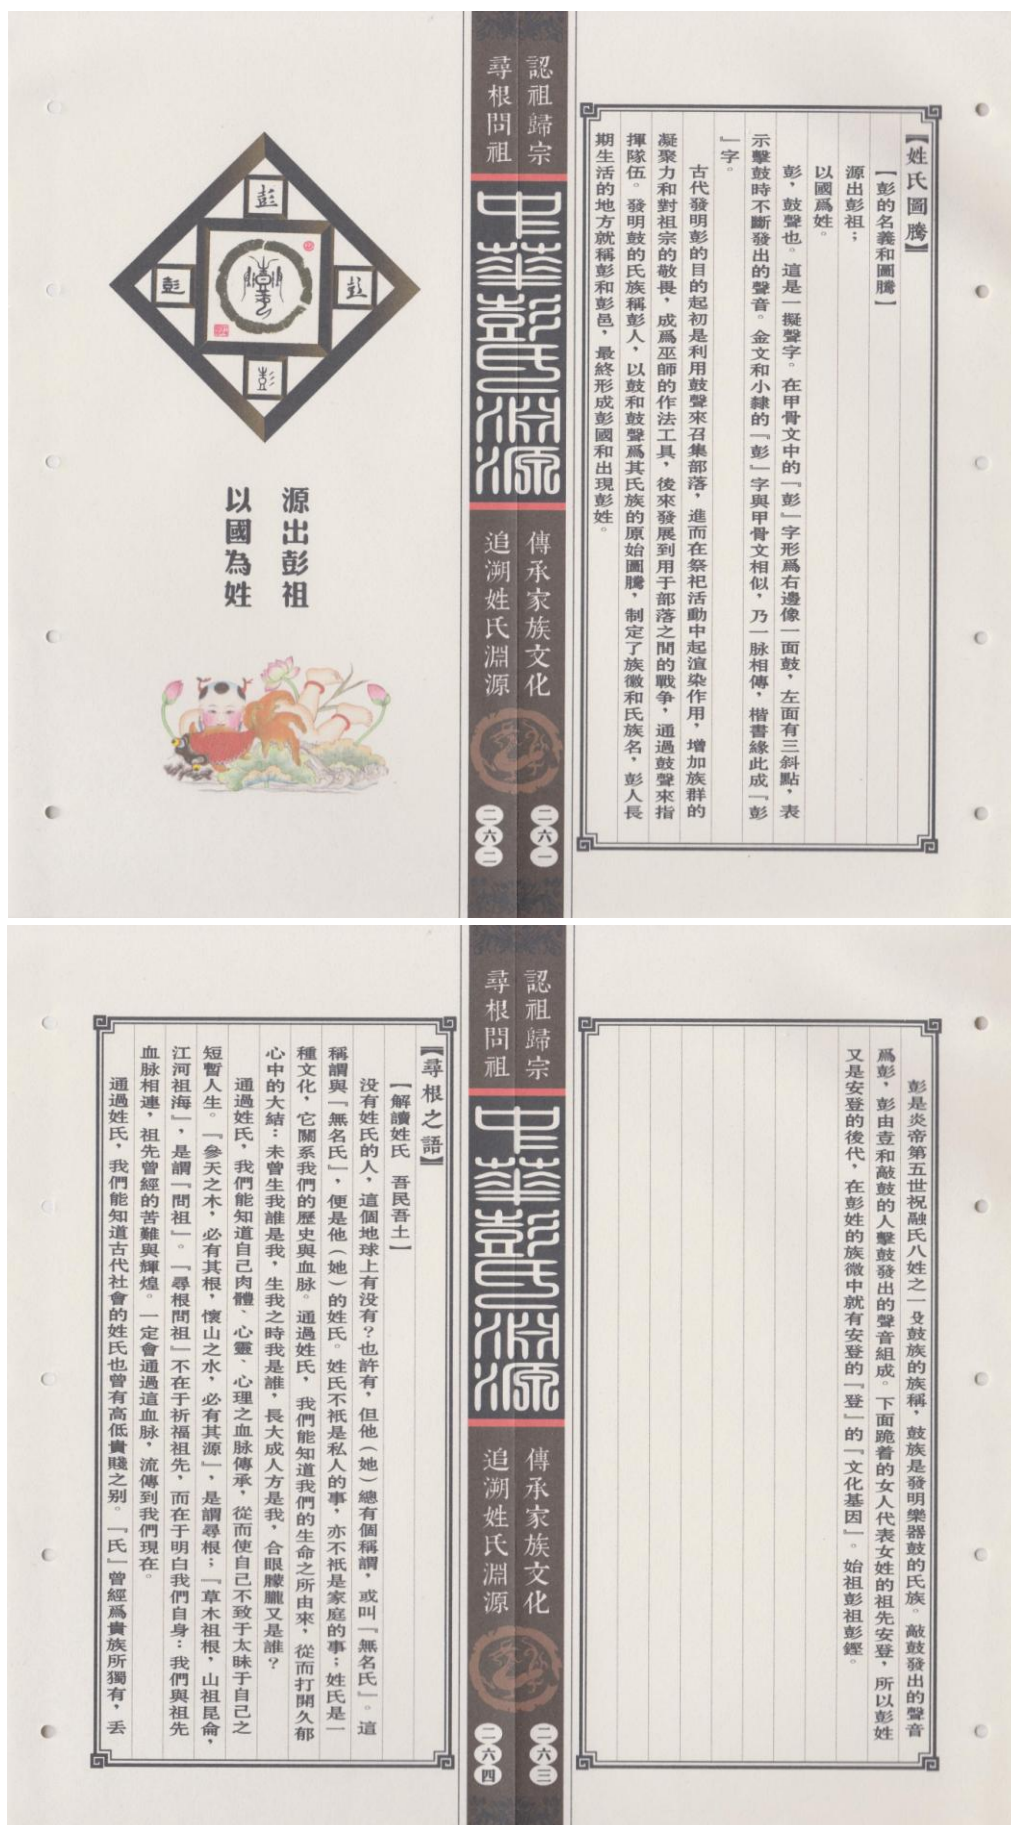 【姓氏圖騰】
【彭的名義和圖騰】
源出彭祖；
以國爲姓。
彭，鼓聲也。這是一擬聲字。在甲骨文中的『彭』字形爲右邊像一面鼓，左面有三斜點，表
示擊鼓時不斷發出的聲音。金文和小隸的『彭』字與甲骨文相似，乃一脉相傳，楷書緣此成『彭
』字。
古代發明彭的目的起初是利用鼓聲來召集部落，進而在祭祀活動中起渲染作用，增加族群的
凝聚力和對祖宗的敬畏，成爲巫師的作法工具，後來發展到用于部落之間的戰争，通過鼓聲來指
揮隊伍。發明鼓的氏族稱彭人，以鼓和鼓聲爲其氏族的原始圖騰，制定了族徽和氏族名，彭人長
期生活的地方就稱彭和彭邑，最終形成彭國和出現彭姓。
認祖歸宗
尋根問祖
中華彭氏淵源
傳承家族文化
追溯姓氏淵源
二六一
二六二
彭
彭
彭
彭
源出彭祖
以國為姓
彭是炎帝第五世祝融氏八姓之一殳鼓族的族稱，鼓族是發明樂器鼓的氏族。敲鼓發出的聲音
爲彭，彭由壴和敲鼓的人擊鼓發出的聲音組成。下面跪着的女人代表女姓的祖先安登，所以彭姓
又是安登的後代，在彭姓的族徽中就有安登的『登』的『文化基因』。始祖彭祖彭鏗。
認祖歸宗
尋根問祖
中華彭氏淵源
傳承家族文化
追溯姓氏淵源
二六三
二六四
【尋根之語】
【解讀姓氏　吾民吾土】
没有姓氏的人，這個地球上有没有？也許有，但他（她）總有個稱謂，或叫『無名氏』。這
稱謂與『無名氏』，便是他（她）的姓氏。姓氏不衹是私人的事，亦不衹是家庭的事；姓氏是一
種文化，它關系我們的歷史與血脉。通過姓氏，我們能知道我們的生命之所由來，從而打開久郁
心中的大結：未曾生我誰是我，生我之時我是誰，長大成人方是我，合眼朦朧又是誰？
通過姓氏，我們能知道自己肉體、心靈、心理之血脉傳承，從而使自己不致于太昧于自己之
短暫人生。『參天之木，必有其根，懷山之水，必有其源』，是謂尋根；『草木祖根，山祖昆侖，
江河祖海』，是謂『問祖』。『尋根問祖』不在于祈福祖先，而在于明白我們自身：我們與祖先
血脉相連，祖先曾經的苦難與輝煌。一定會通過這血脉，流傳到我們現在。
通過姓氏，我們能知道古代社會的姓氏也曾有高低貴賤之别。『氏』曾經爲貴族所獨有，丢